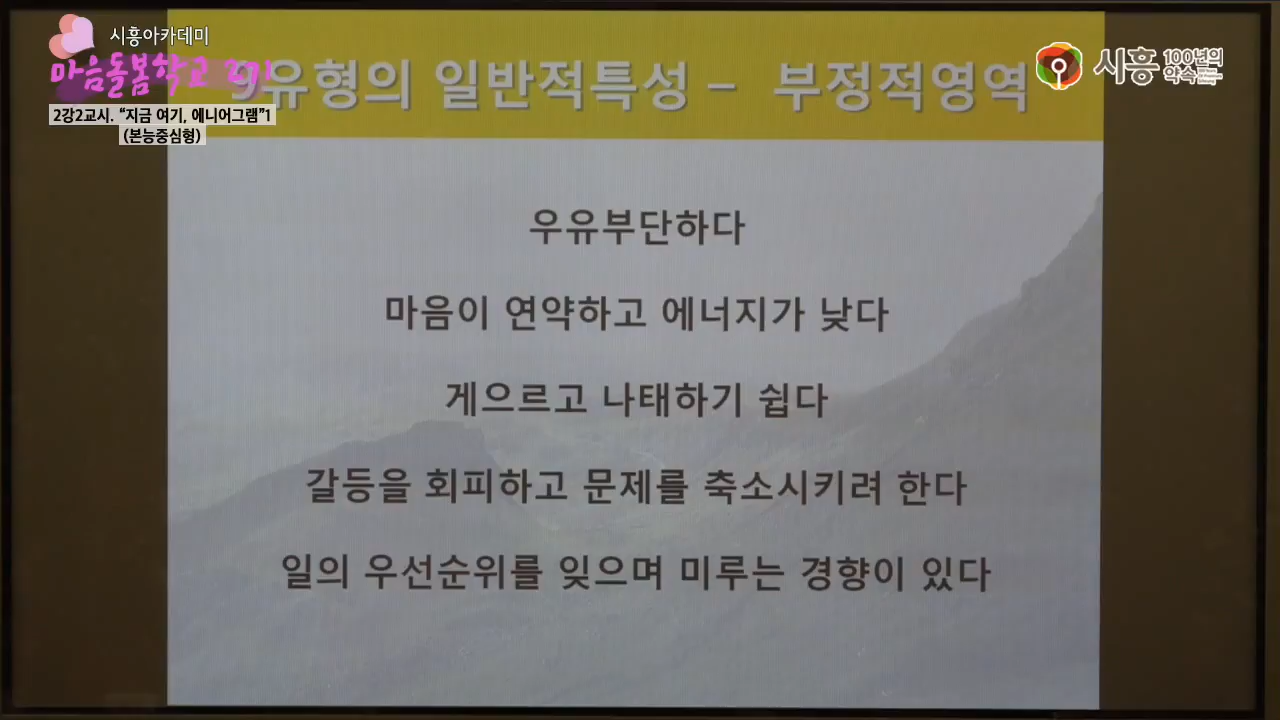 시흥아카데미
마음돌봄학교 2기
2강2교시. “지금 여기, 에니어그램”1
(본능중심형)
시흥 100년의
약속
9유형의 일반적특성 – 부정적영역
우유부단하다
마음이 연약하고 에너지가 낮다
게으르고 나태하기 쉽다
갈등을 회피하고 문제를 축소시키려 한다
일의 우선순위를 잊으며 미루는 경향이 있다